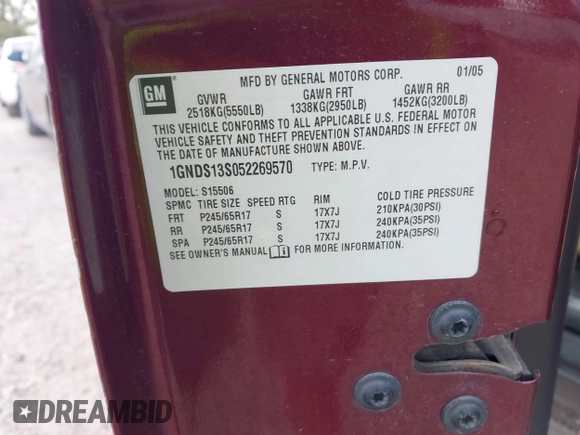 MFD BY GENERAL MOTORS CORP. 01/05
GM
GVWR GAWR FRT GAWR RR
2518KG(5550LB) 1338KG(2950LB) 1452KG(3200LB)
THIS VEHICLE CONFORMS TO ALL APPLICABLE U.S. FEDERAL MOTOR
VEHICLE SAFETY AND THEFT PREVENTION STANDARDS IN EFFECT ON
THE DATE OF MANUFACTURE SHOWN ABOVE.
1GNDS13S052269570 TYPE: M.P.V.
MODEL: S15506
SPMC TIRE SIZE SPEED RTG RIM COLD TIRE PRESSURE
FRT P245/65R17 S 17X7J 210KPA(30PSI)
RR P245/65R17 S 17X7J 240KPA(35PSI)
SPA P245/65R17 S 17X7J 240KPA(35PSI)
SEE OWNER'S MANUAL FOR MORE INFORMATION.
DREAMBID